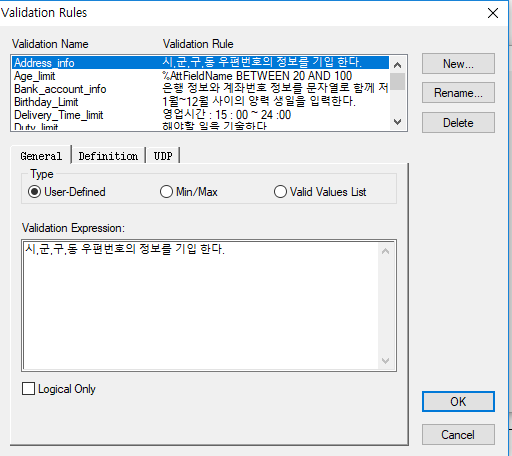 Validation Rules
Validation Name Validation Rule
Address_info 시,군,구,동 우편번호의 정보를 기입 한다.
Age_limit %AttFieldName BETWEEN 20 AND 100
Bank_account_info 은행 정보와 계좌번호 정보를 문자열로 함께 저
Birthday_Limit 1월~12월 사이의 양력 생일을 입력한다.
Delivery_Time_limit 영업시간 : 15 : 00 ~ 24 :00
Duty_limit 해야할 일을 기술한다
New...
Rename...
Delete
General Definition UDP
Type
User-Defined Min/Max Valid Values List
Validation Expression:
시,군,구,동 우편번호의 정보를 기입 한다.
Logical Only
OK
Cancel